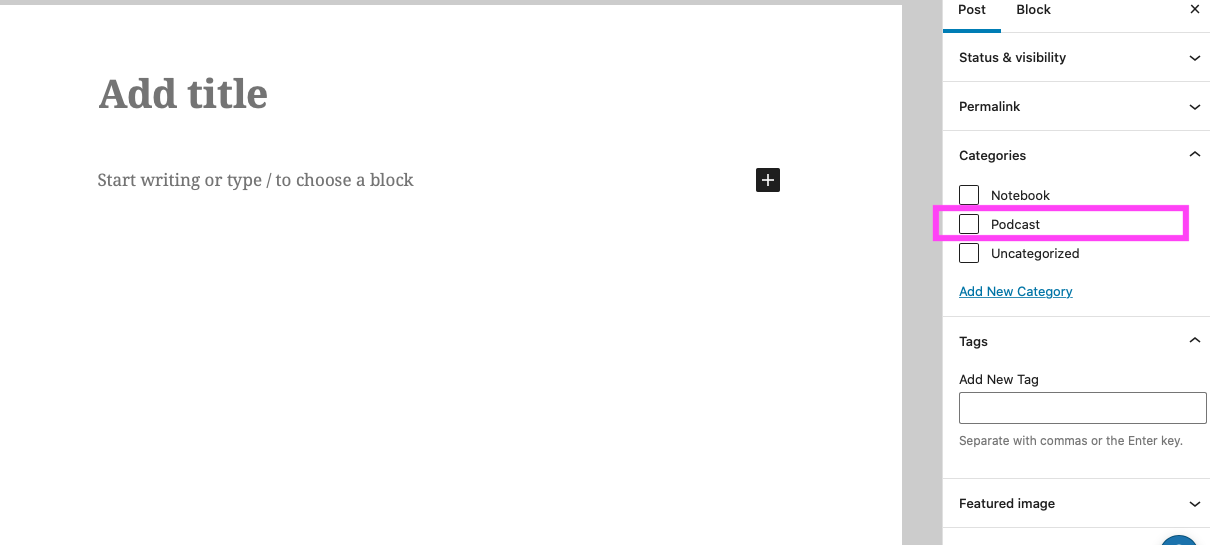 Post Block
Add title
Start writing or type / to choose a block
Status & visibility
Permalink
Categories
Notebook
Podcast
Uncategorized
Add New Category
Tags
Add New Tag
Separate with commas or the Enter key.
Featured image